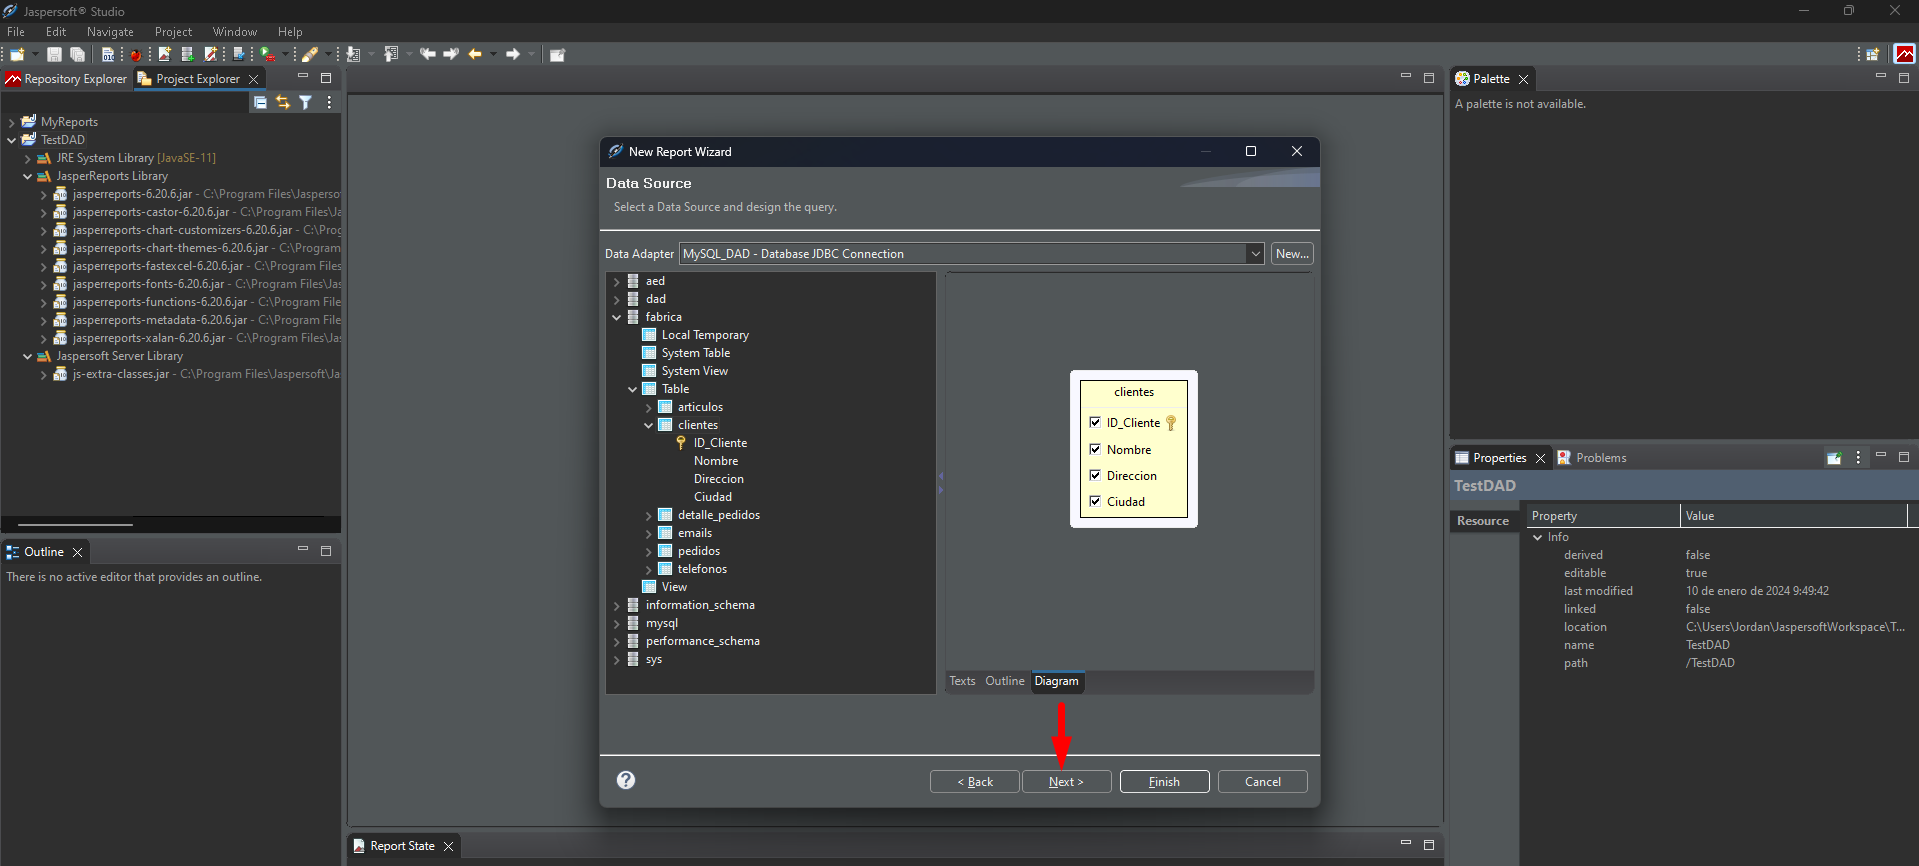 Jaspersoft® Studio
File Edit Navigate Project Window Help
Repository Explorer Project Explorer
MyReports
TestDAD
JRE System Library [JavaSE-11]
JasperReports Library
jasperreports-6.20.6.jar - C:\Program Files\Jasperso
jasperreports-castor-6.20.6.jar - C:\Program Files\Ja
jasperreports-chart-customizers-6.20.6.jar - C:\Prog
jasperreports-chart-themes-6.20.6.jar - C:\Program
jasperreports-fastexcel-6.20.6.jar - C:\Program Files
jasperreports-fonts-6.20.6.jar - C:\Program Files\Jas
jasperreports-functions-6.20.6.jar - C:\Program File
jasperreports-metadata-6.20.6.jar - C:\Program File
jasperreports-xalan-6.20.6.jar - C:\Program Files\Ja
Jaspersoft Server Library
js-extra-classes.jar - C:\Program Files\Jaspersoft\Ja
Outline
There is no active editor that provides an outline.
New Report Wizard
Data Source
Select a Data Source and design the query.
Data Adapter MySQL_DAD - Database JDBC Connection New...
aed
dad
fabrica
Local Temporary
System Table
System View
Table
articulos
clientes
ID_Cliente
Nombre
Direccion
Ciudad
detalle_pedidos
emails
pedidos
telefonos
View
information_schema
mysql
performance_schema
sys
clientes
ID_Cliente
Nombre
Direccion
Ciudad
Texts Outline Diagram
? < Back Next > Finish Cancel
Report State
Palette
A palette is not available.
Properties Problems
TestDAD
Resource
Property Value
Info
derived false
editable true
last modified 10 de enero de 2024 9:49:42
linked false
location C:\Users\Jordan\JaspersoftWorkspace\T...
name TestDAD
path /TestDAD